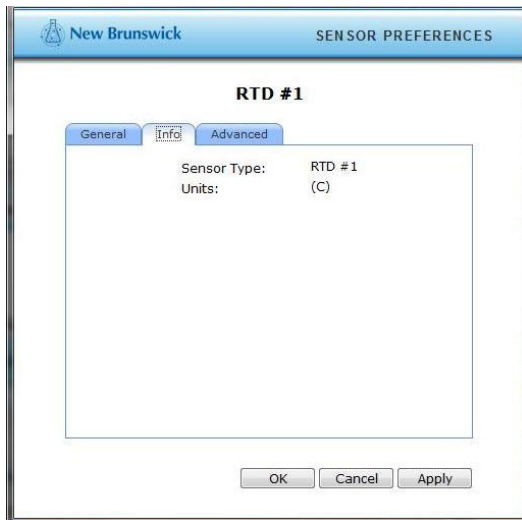 New Brunswick
SENSOR PREFERENCES
RTD #1
General Info Advanced
Sensor Type: RTD #1
Units: (C)
OK Cancel Apply